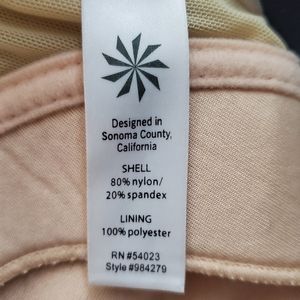 Designed in
Sonoma County,
California
SHELL
80% nylon/
20% spandex
LINING
100% polyester
RN #54023
Style #984279